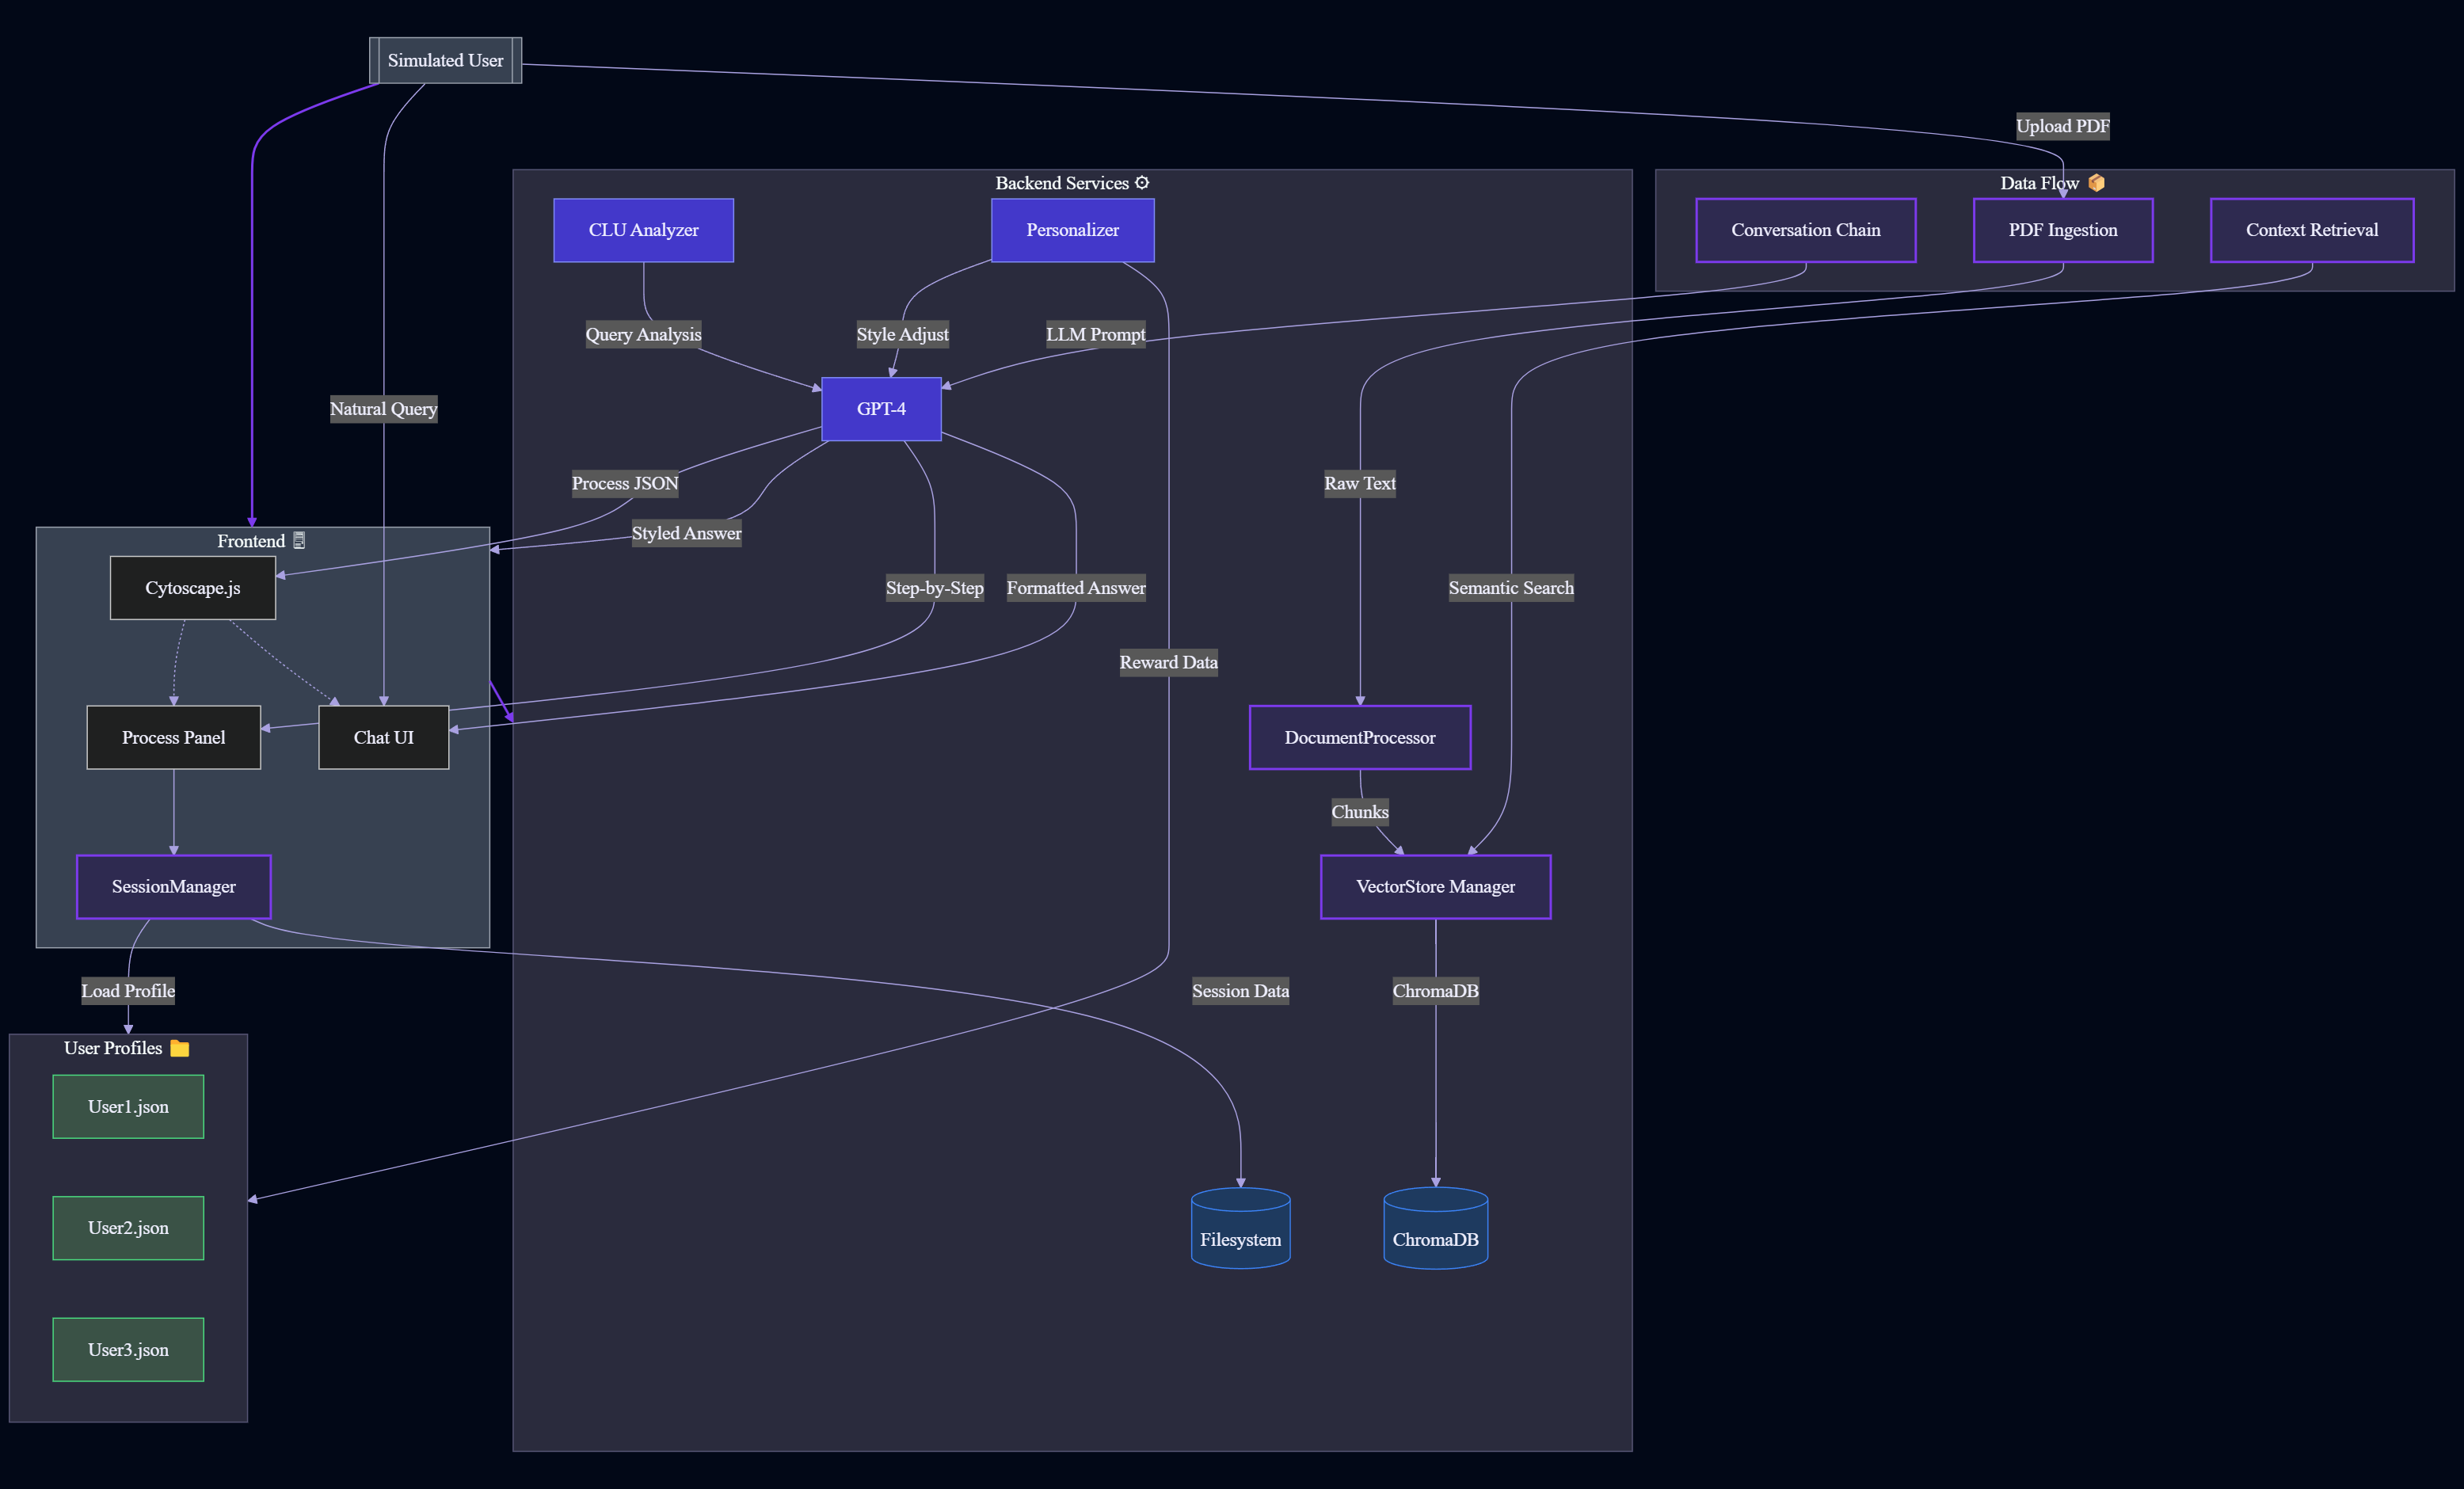 Simulated User
Upload PDF
Backend Services ⚙
Data Flow 📦
CLU Analyzer
Personalizer
Conversation Chain
PDF Ingestion
Context Retrieval
Query Analysis
Style Adjust
LLM Prompt
Natural Query
GPT-4
Process JSON
Raw Text
Styled Answer
Frontend 🖥
Cytoscape.js
Step-by-Step
Formatted Answer
Semantic Search
Reward Data
Process Panel
Chat UI
DocumentProcessor
Chunks
SessionManager
VectorStore Manager
Load Profile
Session Data
ChromaDB
User Profiles 📁
User1.json
User2.json
Filesystem
ChromaDB
User3.json